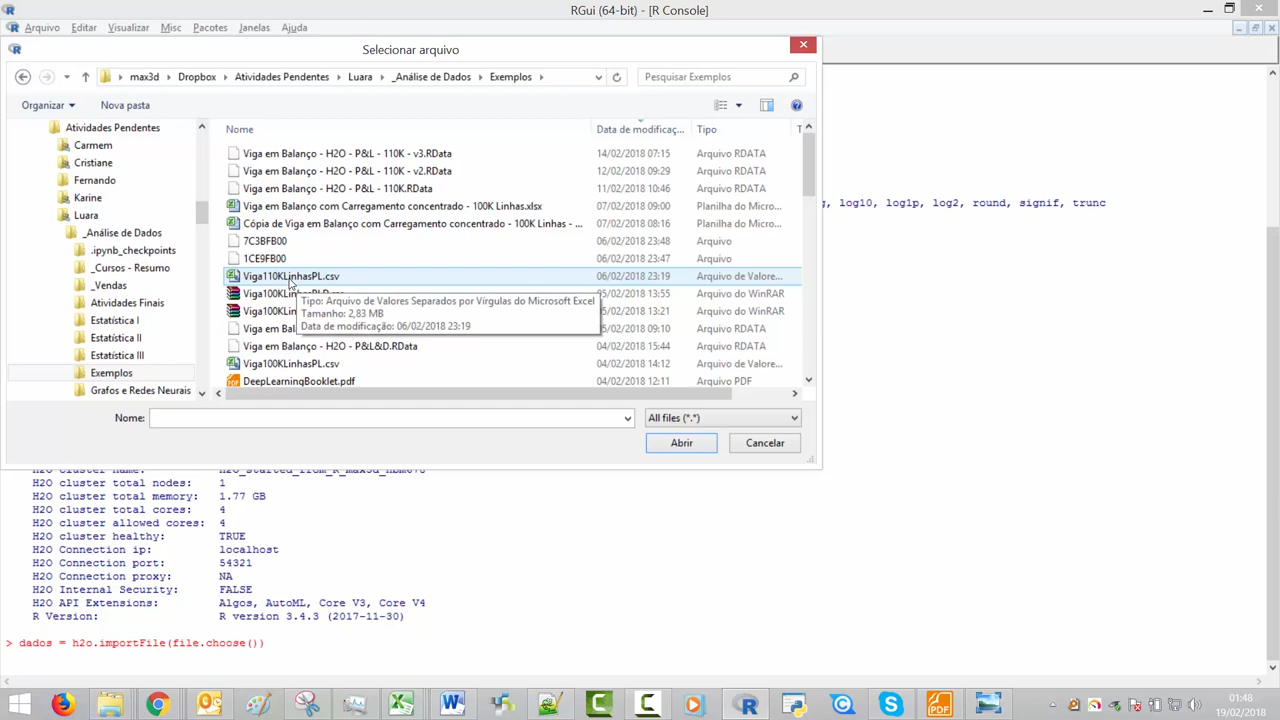 RGui (64-bit) - [R Console]
Arquivo Editar Visualizar Misc Pacotes Janelas Ajuda
Selecionar arquivo
max3d Dropbox Atividades Pendentes Luara _Análise de Dados Exemplos
Pesquisar Exemplos
Organizar Nova pasta
Atividades Pendentes
Carmem
Cristiane
Fernando
Karine
Luara
_Análise de Dados
.ipynb_checkpoints
_Cursos - Resumo
_Vendas
Atividades Finais
Estatística I
Estatística II
Estatística III
Exemplos
Grafos e Redes Neurais
Nome Data de modificaç... Tipo T
Viga em Balanço - H2O - P&L - 110K - v3.RData 14/02/2018 07:15 Arquivo RDATA
Viga em Balanço - H2O - P&L - 110K - v2.RData 12/02/2018 09:29 Arquivo RDATA
Viga em Balanço - H2O - P&L - 110K.RData 11/02/2018 10:46 Arquivo RDATA
Viga em Balanço com Carregamento concentrado - 100K Linhas.xlsx 07/02/2018 09:00 Planilha do Micro...
Cópia de Viga em Balanço com Carregamento concentrado - 100K Linhas - ... 07/02/2018 08:16 Planilha do Micro...
7C3BFB00 06/02/2018 23:48 Arquivo
1CE9FB00 06/02/2018 23:47 Arquivo
Viga110KLinhasPL.csv 06/02/2018 23:19 Arquivo de Valore...
Viga100KLinhasPLD 05/02/2018 13:55 Arquivo do WinRAR
Viga100KLin 05/02/2018 13:21 Arquivo do WinRAR
Viga em Ba 05/02/2018 09:10 Arquivo RDATA
Viga em Balanço - H2O - P&L&D.RData 04/02/2018 15:44 Arquivo RDATA
Viga100KLinhasPL.csv 04/02/2018 14:12 Arquivo de Valore...
DeepLearningBooklet.pdf 04/02/2018 12:11 Arquivo PDF
Tipo: Arquivo de Valores Separados por Vírgulas do Microsoft Excel
Tamanho: 2,83 MB
Data de modificação: 06/02/2018 23:19
Nome: All files (*.*)
Abrir Cancelar
, log10, log1p, log2, round, signif, trunc
H2O cluster name: H2O_started_from_R_max3d_hbm678
H2O cluster total nodes: 1
H2O cluster total memory: 1.77 GB
H2O cluster total cores: 4
H2O cluster allowed cores: 4
H2O cluster healthy: TRUE
H2O Connection ip: localhost
H2O Connection port: 54321
H2O Connection proxy: NA
H2O Internal Security: FALSE
H2O API Extensions: Algos, AutoML, Core V3, Core V4
R Version: R version 3.4.3 (2017-11-30)
> dados = h2o.importFile(file.choose())
01:48
19/02/2018